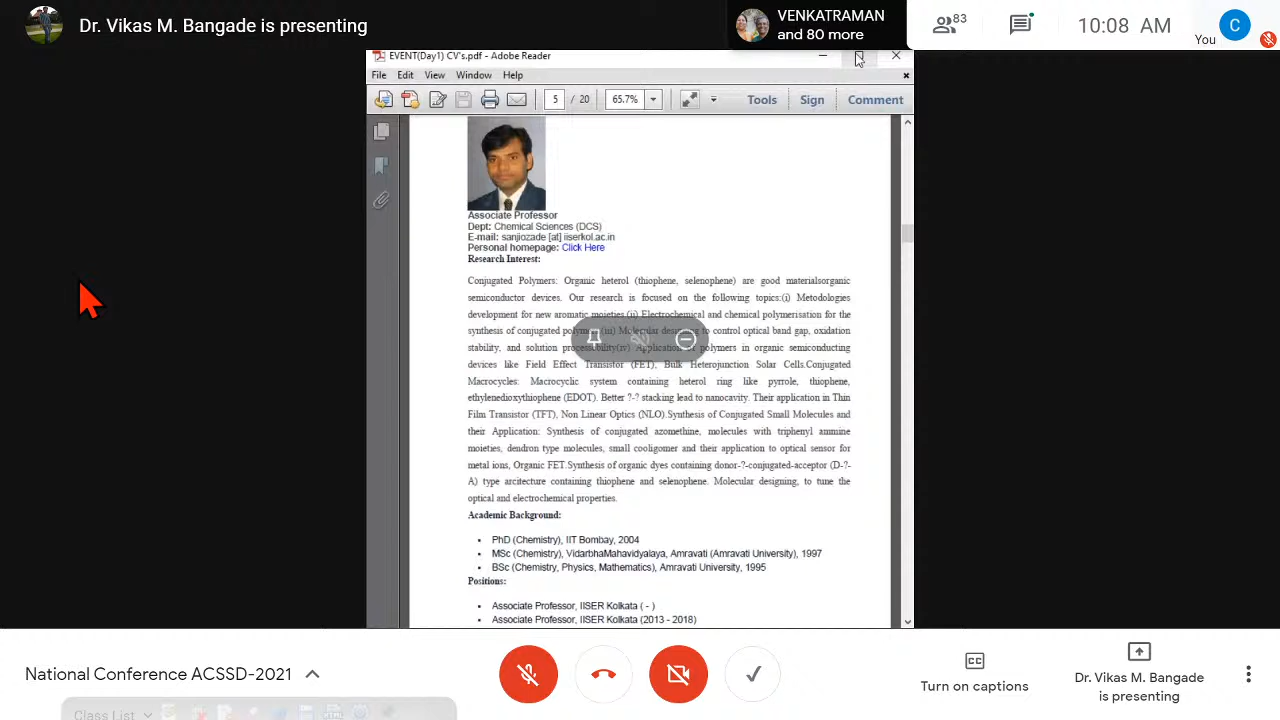 Dr. Vikas M. Bangade is presenting
VENKATRAMAN
and 80 more
83
10:08 AM
You
C
EVENT(Day1) CV's.pdf - Adobe Reader
File Edit View Window Help
5 / 20 65.7% Tools Sign Comment
Associate Professor
Dept: Chemical Sciences (DCS)
E-mail: sanjiozade [at] iiserkol.ac.in
Personal homepage: Click Here
Research Interest:
Conjugated Polymers: Organic heterol (thiophene, selenophene) are good materialsorganic
semiconductor devices. Our research is focused on the following topics:(i) Metodologies
development for new aromatic moieties (ii) Electrochemical and chemical polymerisation for the
synthesis of conjugated polymers(iii) Molecular designing to control optical band gap, oxidation
stability, and solution processbility(iv) Application of polymers in organic semiconducting
devices like Field Effect Transistor (FET), Bulk Heterojunction Solar Cells.Conjugated
Macrocycles: Macrocyclic system containing heterol ring like pyrrole, thiophene,
ethylenedioxythiophene (EDOT). Better ?-? stacking lead to nanocavity. Their application in Thin
Film Transistor (TFT), Non Linear Optics (NLO).Synthesis of Conjugated Small Molecules and
their Application: Synthesis of conjugated azomethine, molecules with triphenyl ammine
moieties, dendron type molecules, small cooligomer and their application to optical sensor for
metal ions, Organic FET.Synthesis of organic dyes containing donor-?-conjugated-acceptor (D-?-
A) type arcitecture containing thiophene and selenophene. Molecular designing, to tune the
optical and electrochemical properties.
Academic Background:
PhD (Chemistry), IIT Bombay, 2004
MSc (Chemistry), VidarbhaMahavidyalaya, Amravati (Amravati University), 1997
BSc (Chemistry, Physics, Mathematics), Amravati University, 1995
Positions:
Associate Professor, IISER Kolkata ( - )
Associate Professor, IISER Kolkata (2013 - 2018)
National Conference ACSSD-2021
CC
Turn on captions
Dr. Vikas M. Bangade
is presenting
Class List